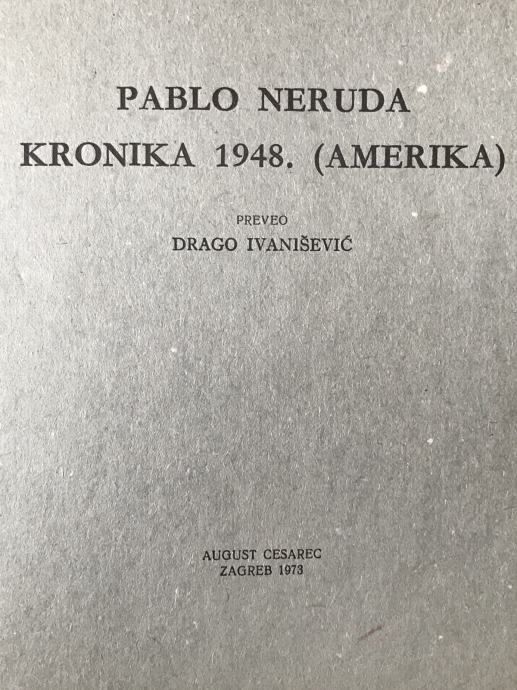 PABLO NERUDA
KRONIKA 1948. (AMERIKA)
PREVEO
DRAGO IVANIŠEVIĆ
AUGUST CESAREC
ZAGREB 1973